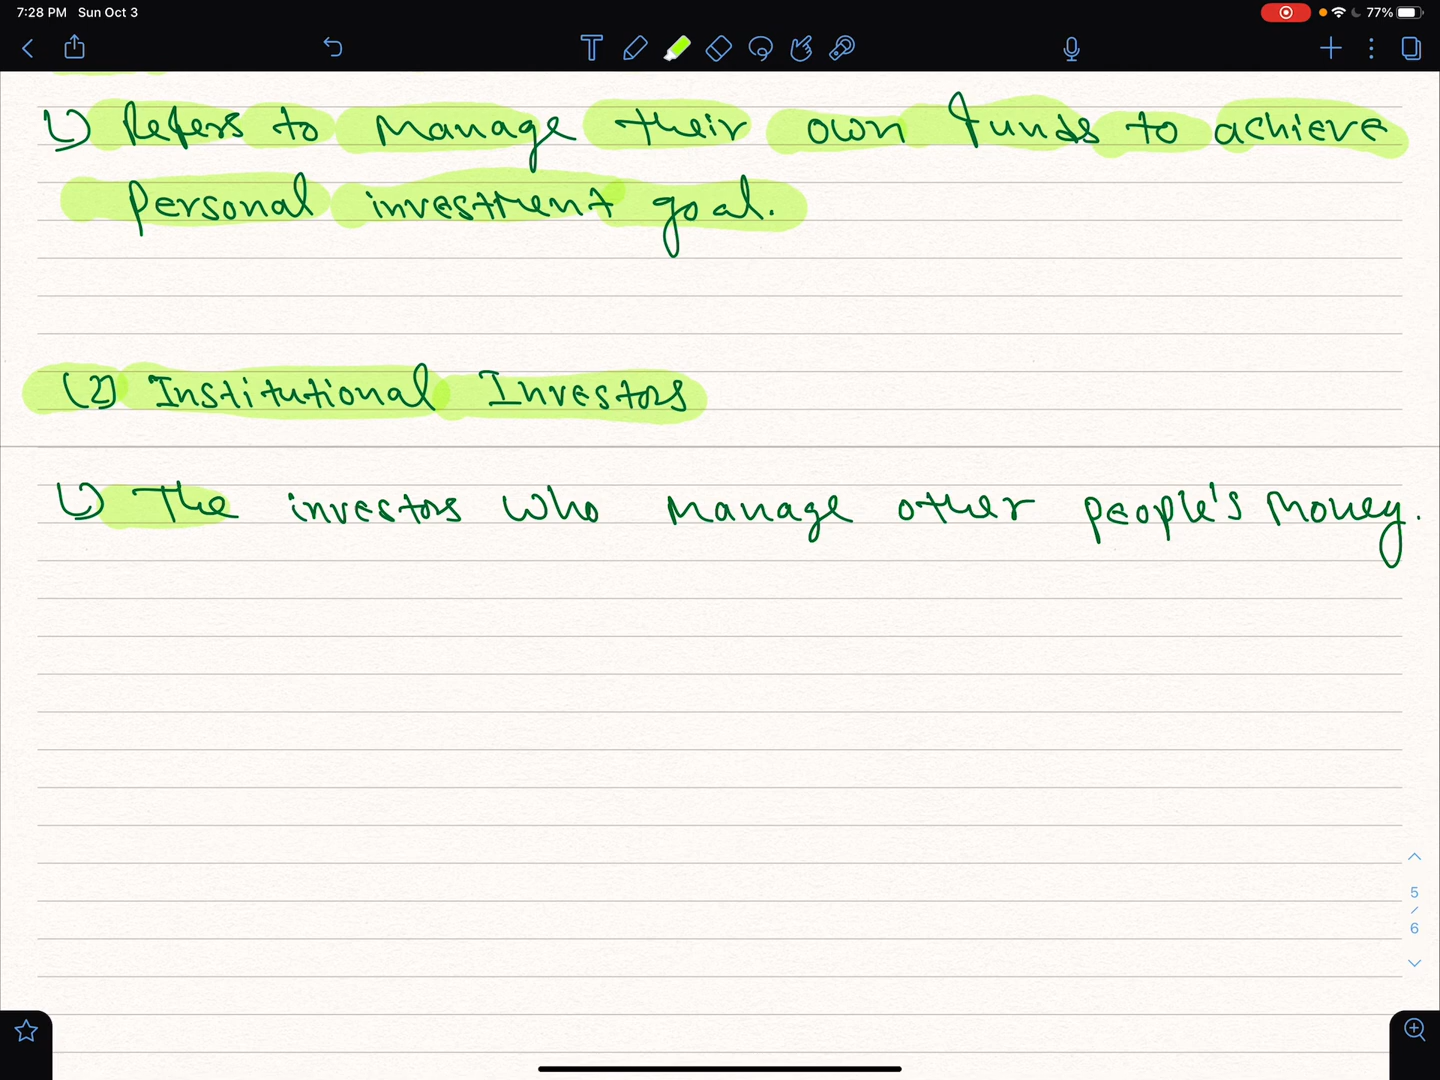 7:28 PM Sun Oct 3 77%
Refers to manage their own funds to achieve
Personal investment goal.
(2) Institutional Investors
The investors who manage other people's money.
5
/
6